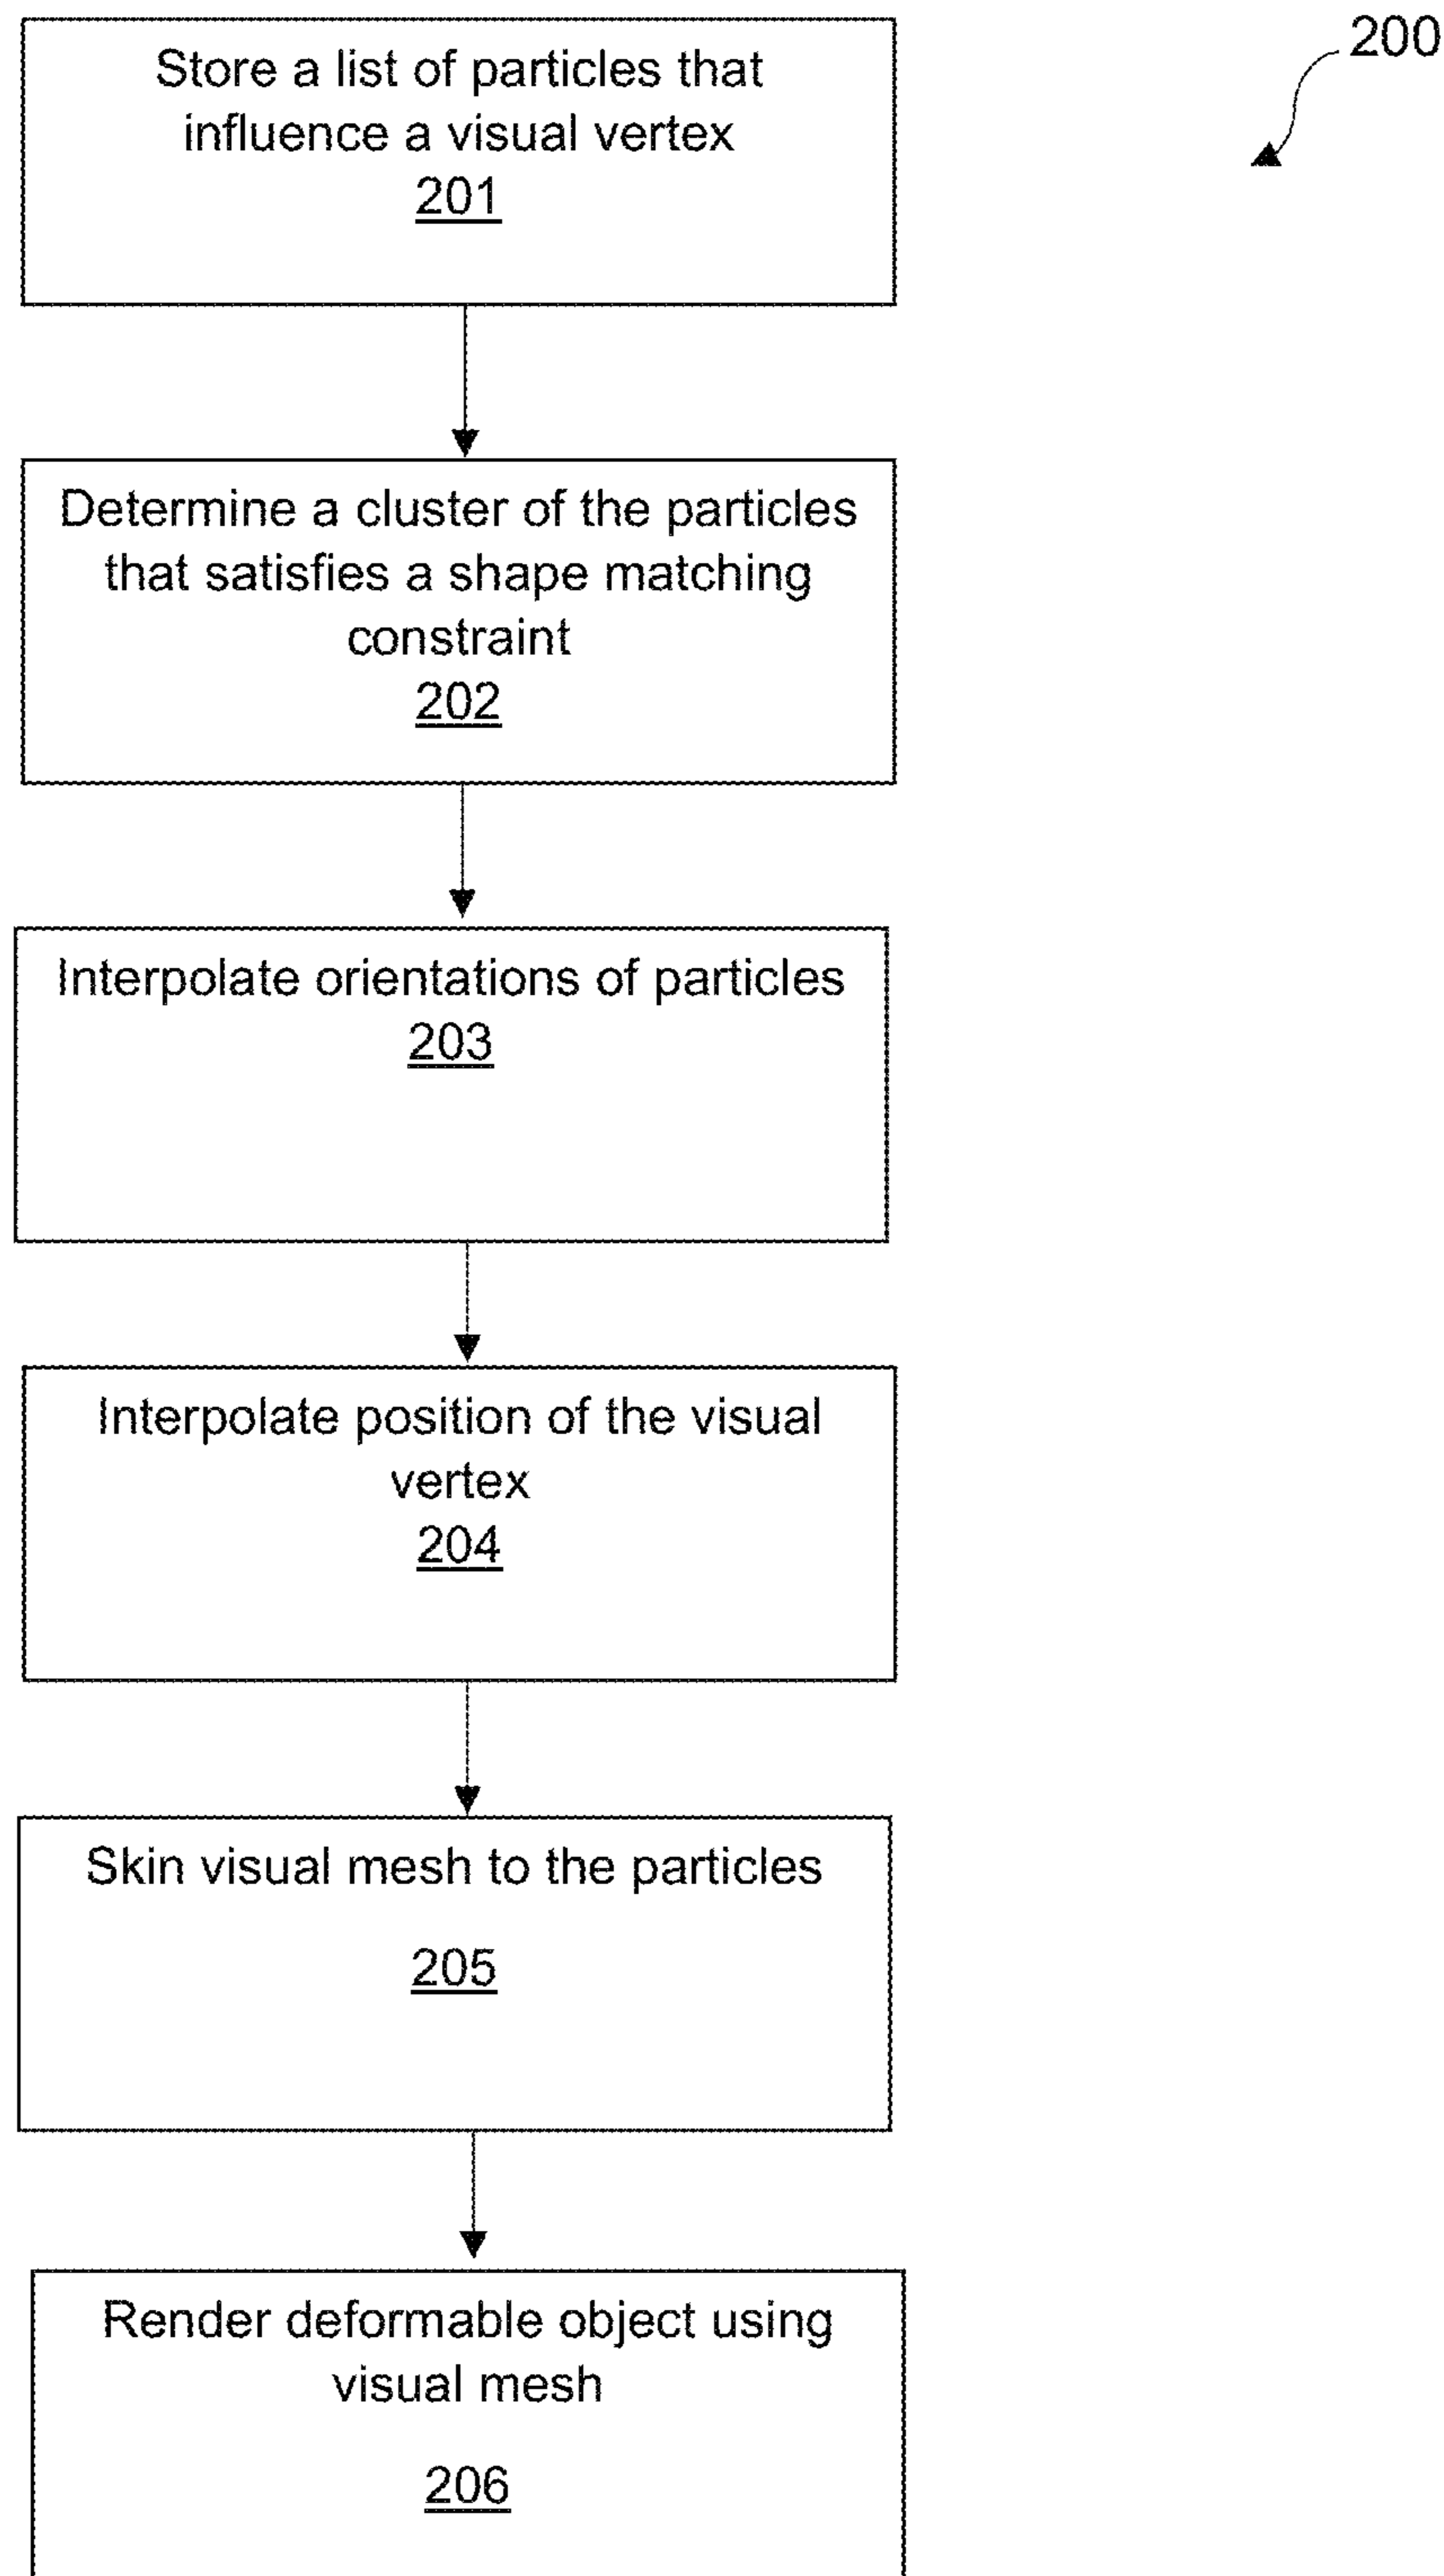 200
Store a list of particles that
influence a visual vertex
201
Determine a cluster of the particles
that satisfies a shape matching
constraint
202
Interpolate orientations of particles
203
Interpolate position of the visual
vertex
204
Skin visual mesh to the particles
205
Render deformable object using
visual mesh
206